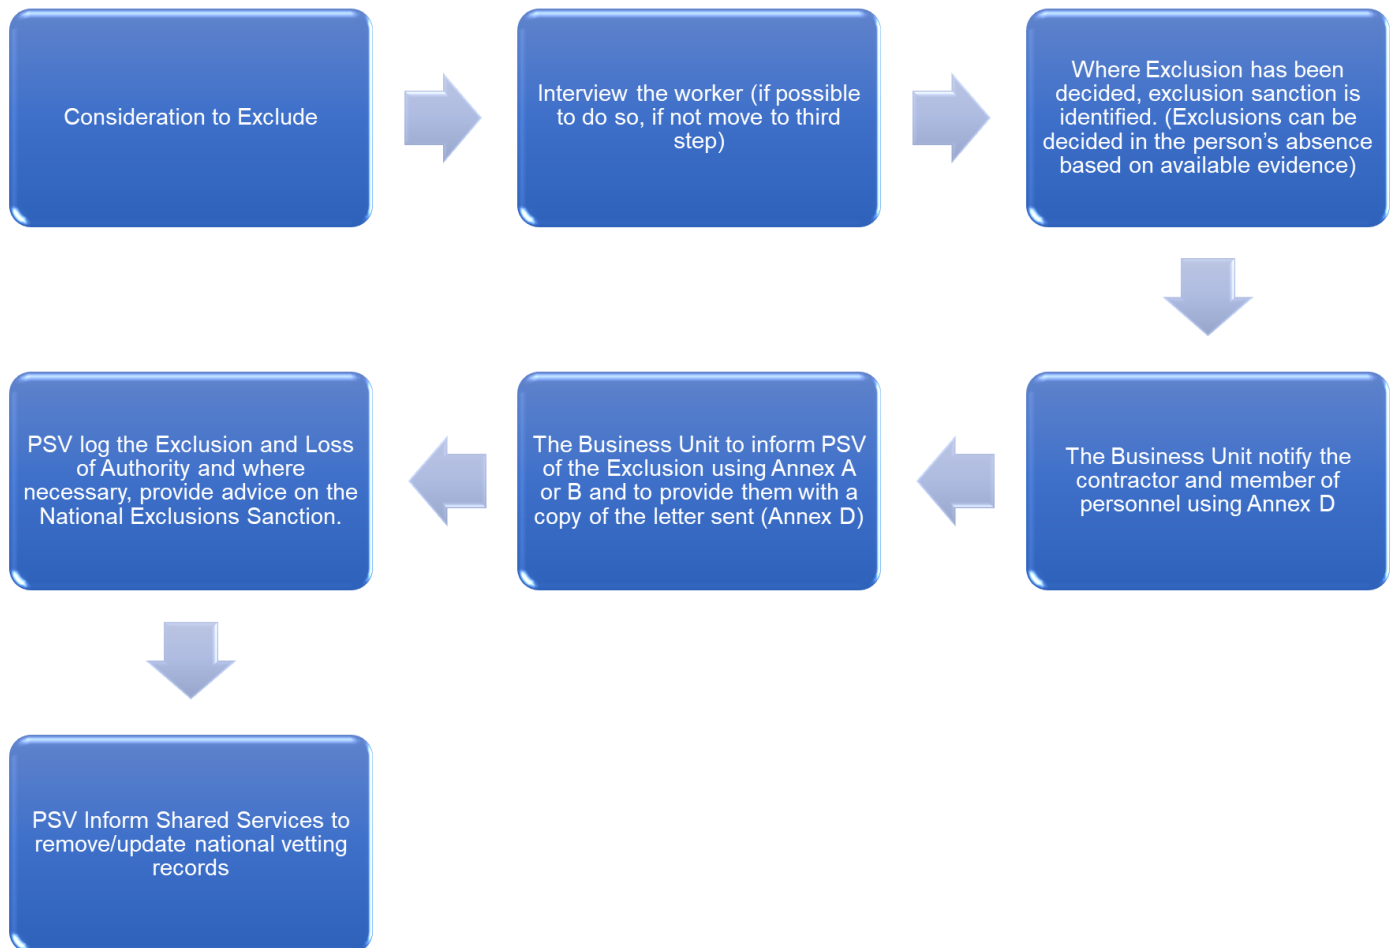 Consideration to Exclude
Interview the worker (if possible
to do so, if not move to third
step)
Where Exclusion has been
decided, exclusion sanction is
identified. (Exclusions can be
decided in the person’s absence
based on available evidence)
The Business Unit notify the
contractor and member of
personnel using Annex D
The Business Unit to inform PSV
of the Exclusion using Annex A
or B and to provide them with a
copy of the letter sent (Annex D)
PSV log the Exclusion and Loss
of Authority and where
necessary, provide advice on the
National Exclusions Sanction.
PSV Inform Shared Services to
remove/update national vetting
records